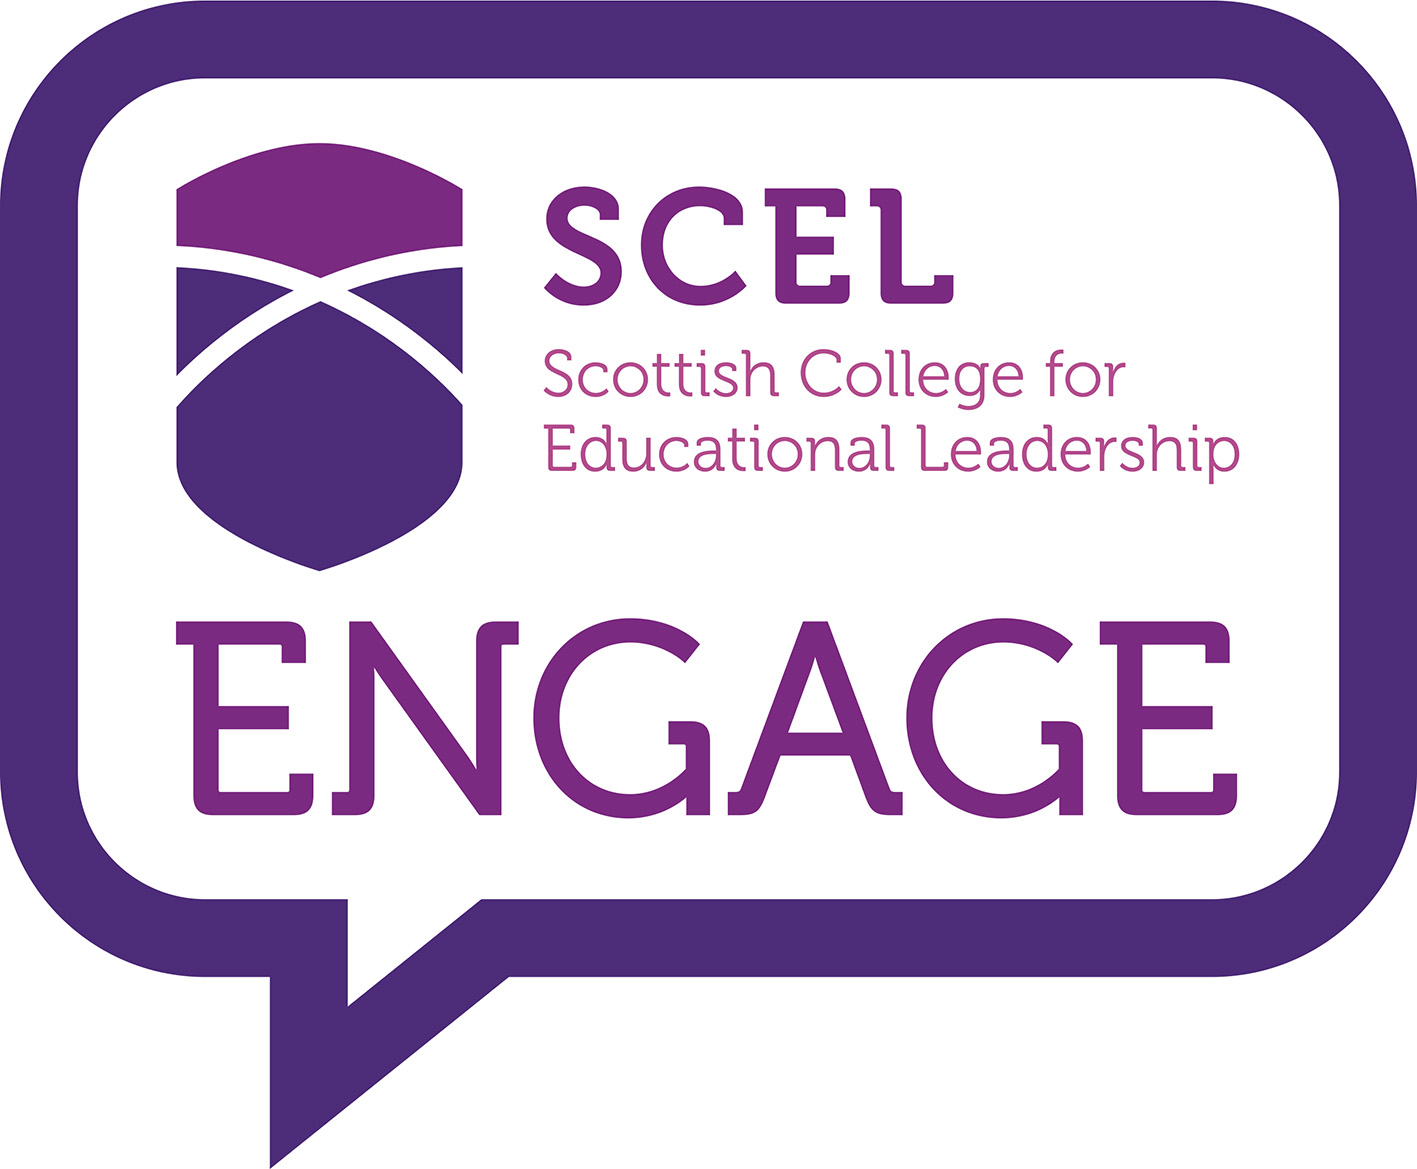 SCEL
Scottish College for
Educational Leadership
ENGAGE